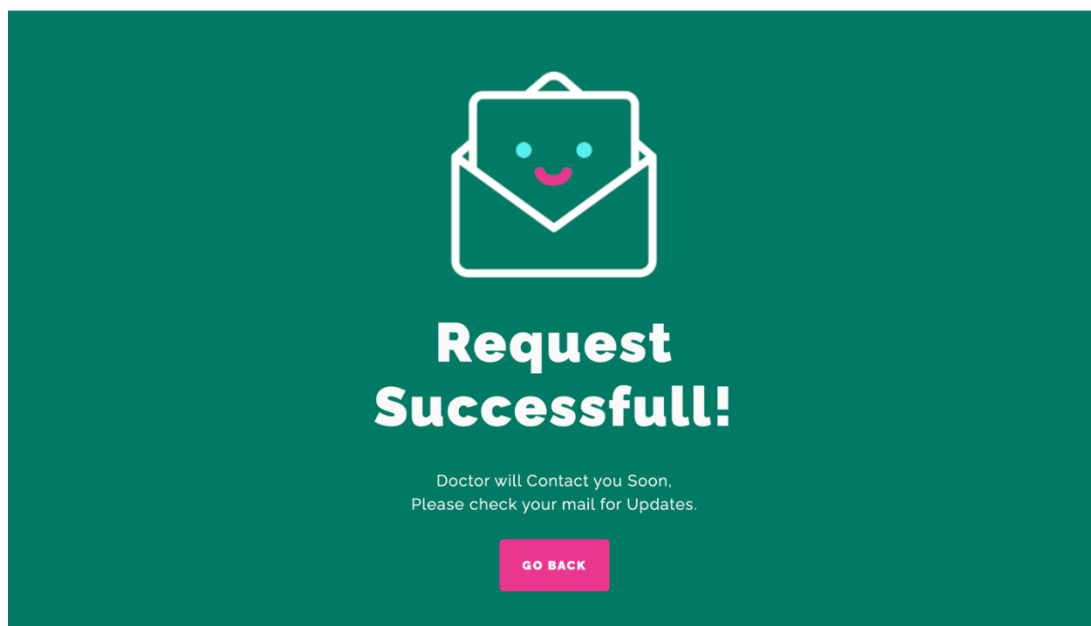 Request
Successfull!
Doctor will Contact you Soon,
Please check your mail for Updates.
GO BACK